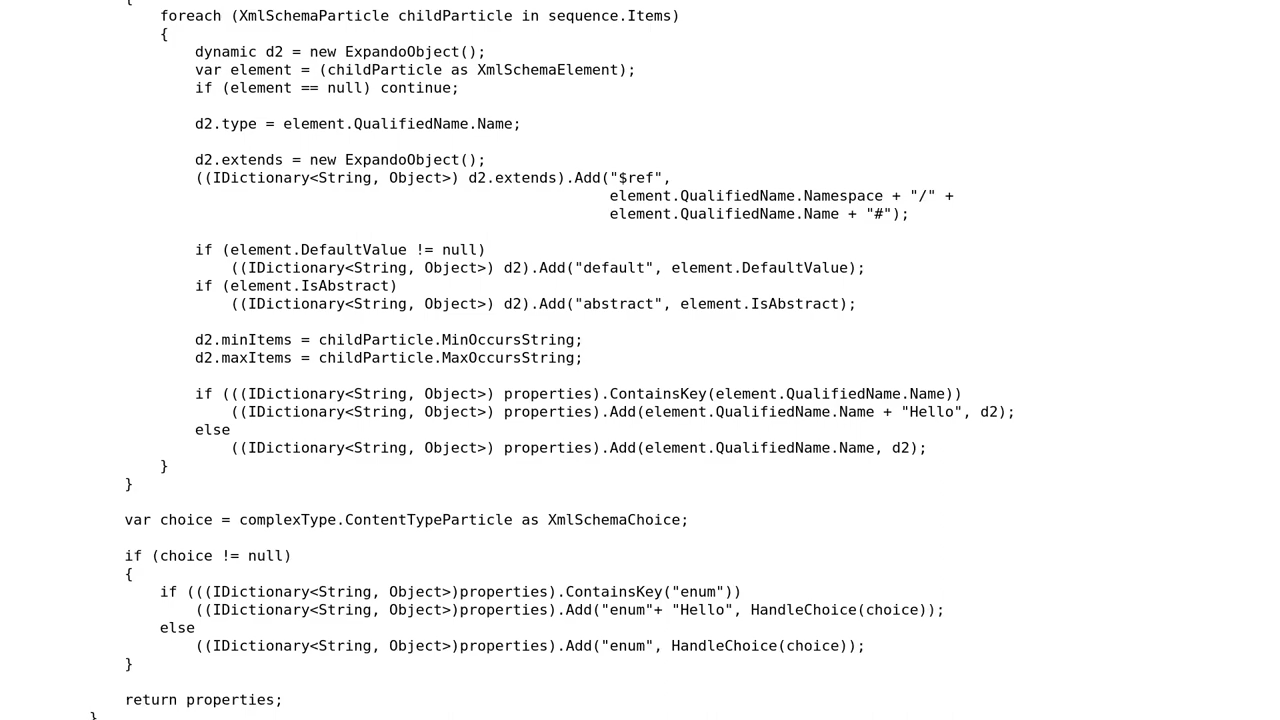 {
foreach (XmlSchemaParticle childParticle in sequence.Items)
{
dynamic d2 = new ExpandoObject();
var element = (childParticle as XmlSchemaElement);
if (element == null) continue;
d2.type = element.QualifiedName.Name;
d2.extends = new ExpandoObject();
((IDictionary<String, Object>) d2.extends).Add("$ref",
element.QualifiedName.Namespace + "/" +
element.QualifiedName.Name + "#");
if (element.DefaultValue != null)
((IDictionary<String, Object>) d2).Add("default", element.DefaultValue);
if (element.IsAbstract)
((IDictionary<String, Object>) d2).Add("abstract", element.IsAbstract);
d2.minItems = childParticle.MinOccursString;
d2.maxItems = childParticle.MaxOccursString;
if (((IDictionary<String, Object>) properties).ContainsKey(element.QualifiedName.Name))
((IDictionary<String, Object>) properties).Add(element.QualifiedName.Name + "Hello", d2);
else
((IDictionary<String, Object>) properties).Add(element.QualifiedName.Name, d2);
}
}
var choice = complexType.ContentTypeParticle as XmlSchemaChoice;
if (choice != null)
{
if (((IDictionary<String, Object>)properties).ContainsKey("enum"))
((IDictionary<String, Object>)properties).Add("enum"+ "Hello", HandleChoice(choice));
else
((IDictionary<String, Object>)properties).Add("enum", HandleChoice(choice));
}
return properties;
}